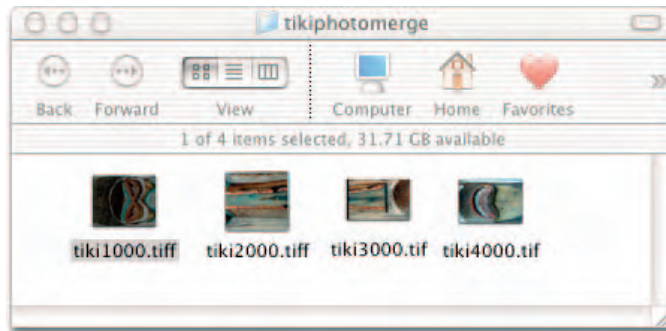 tikiphotomerge
Back Forward View Computer Home Favorites
1 of 4 items selected, 31.71 GB available
tiki1000.tiff tiki2000.tiff tiki3000.tif tiki4000.tif